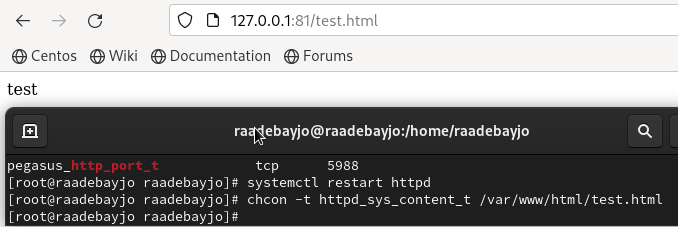 127.0.0.1:81/test.html
Centos Wiki Documentation Forums
test
raadebayjo@raadebayjo:/home/raadebayjo
pegasus_http_port_t tcp 5988
[root@raadebayjo raadebayjo]# systemctl restart httpd
[root@raadebayjo raadebayjo]# chcon -t httpd_sys_content_t /var/www/html/test.html
[root@raadebayjo raadebayjo]#